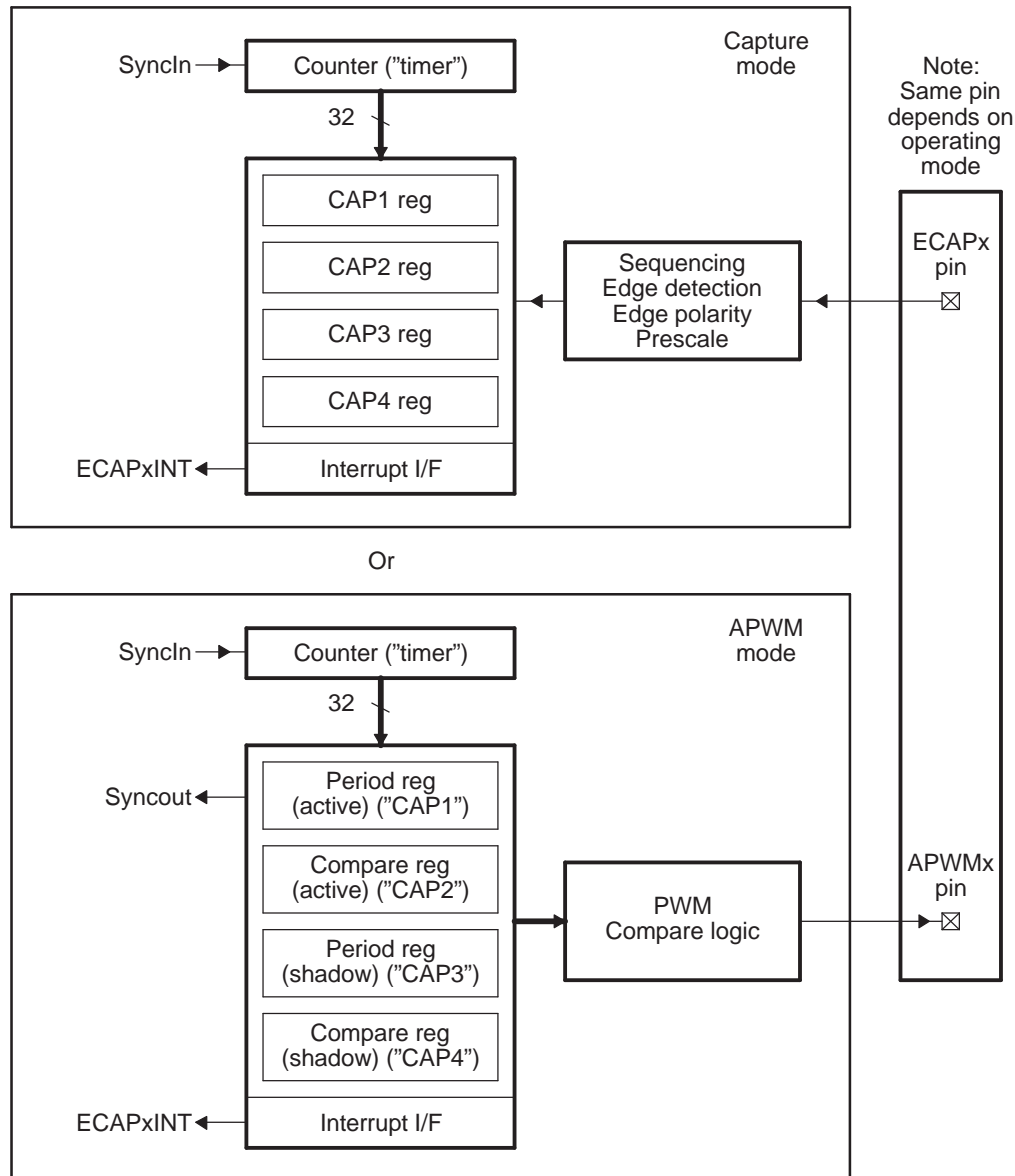 Capture
mode
SyncIn
Counter (”timer”)
32
CAP1 reg
CAP2 reg
CAP3 reg
CAP4 reg
Interrupt I/F
ECAPxINT
Sequencing
Edge detection
Edge polarity
Prescale
Note:
Same pin
depends on
operating
mode
ECAPx
pin
Or
APWM
mode
SyncIn
Counter (”timer”)
32
Syncout
Period reg
(active) (”CAP1”)
Compare reg
(active) (”CAP2”)
Period reg
(shadow) (”CAP3”)
Compare reg
(shadow) (”CAP4”)
Interrupt I/F
ECAPxINT
PWM
Compare logic
APWMx
pin